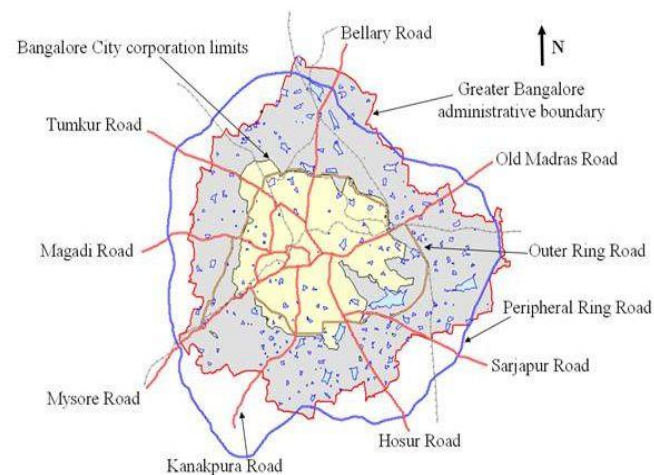 Bellary Road
Bangalore City corporation limits
N
Greater Bangalore
administrative boundary
Tumkur Road
Old Madras Road
Magadi Road
Outer Ring Road
Peripheral Ring Road
Sarjapur Road
Mysore Road
Hosur Road
Kanakpura Road